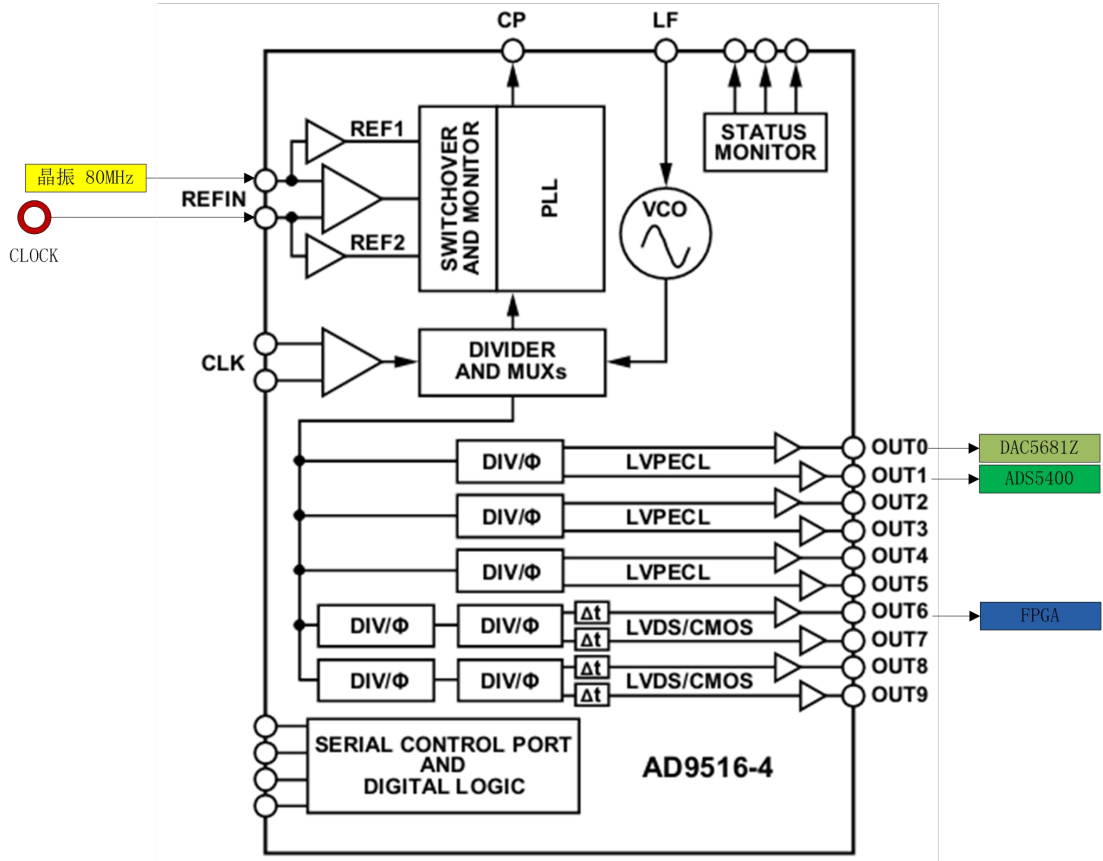 CP
LF
STATUS
MONITOR
REF1
晶振 80MHz
REFIN
SWITCHOVER
AND MONITOR
PLL
VCO
CLOCK
REF2
CLK
DIVIDER
AND MUXs
DIV/Φ
LVPECL
OUT0
DAC5681Z
OUT1
ADS5400
DIV/Φ
LVPECL
OUT2
OUT3
DIV/Φ
LVPECL
OUT4
OUT5
DIV/Φ
DIV/Φ
Δt
Δt
LVDS/CMOS
OUT6
FPGA
OUT7
DIV/Φ
DIV/Φ
Δt
Δt
LVDS/CMOS
OUT8
OUT9
SERIAL CONTROL PORT
AND
DIGITAL LOGIC
AD9516-4